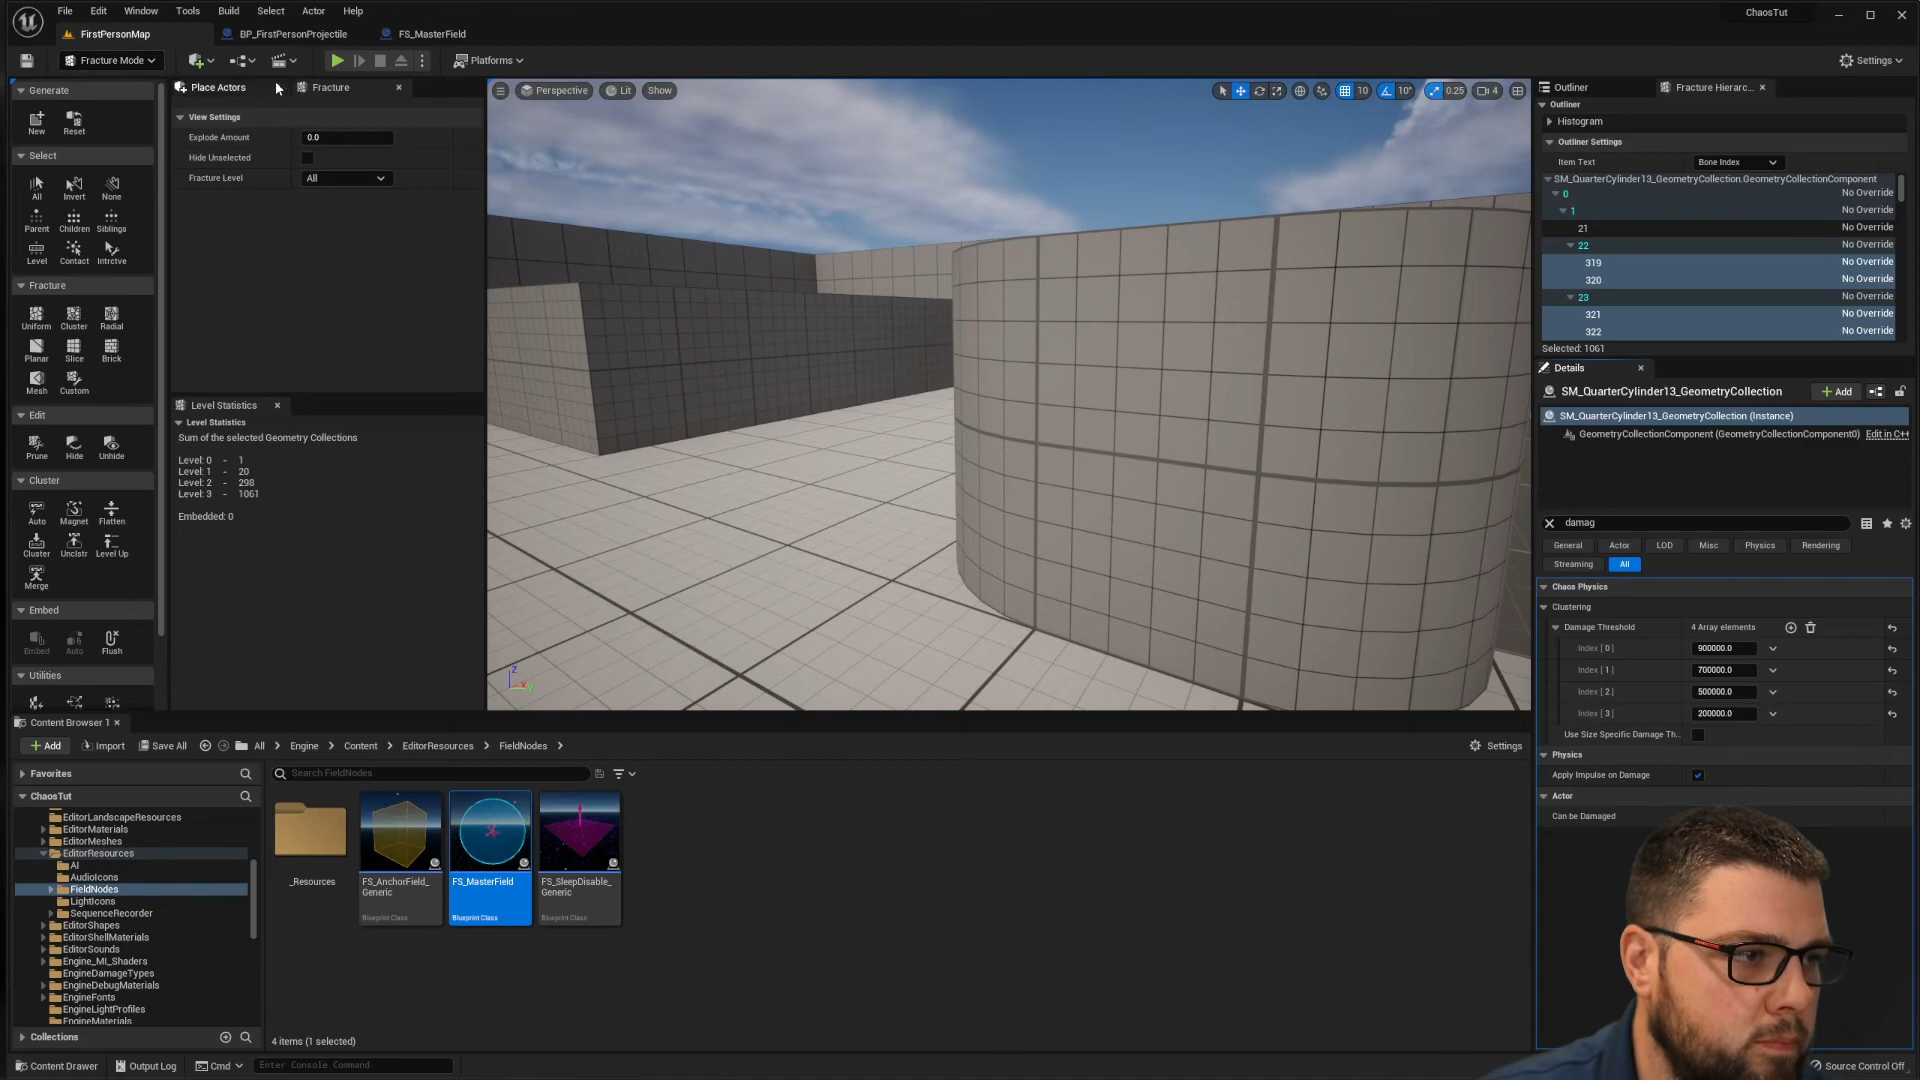 File Edit Window Tools Build Select Actor Help
ChaosTut
FirstPersonMap BP_FirstPersonProjectile FS_MasterField
Fracture Mode Platforms Settings
Generate
New Reset
Select
All Invert None
Parent Children Siblings
Level Contact Intrctve
Fracture
Uniform Cluster Radial
Planar Slice Brick
Mesh Custom
Edit
Prune Hide Unhide
Cluster
Auto Magnet Flatten
Cluster Unclstr Level Up
Merge
Embed
Embed Auto Flush
Utilities
Place Actors Fracture
View Settings
Explode Amount 0.0
Hide Unselected
Fracture Level All
Level Statistics
Level Statistics
Sum of the selected Geometry Collections
Level: 0 - 1
Level: 1 - 20
Level: 2 - 298
Level: 3 - 1061
Embedded: 0
Perspective Lit Show 10 10° 0.25 4
Z X Y
Outliner Fracture Hierarc...
Outliner
Histogram
Outliner Settings
Item Text Bone Index
SM_QuarterCylinder13_GeometryCollection.GeometryCollectionComponent
0 No Override
1 No Override
21 No Override
22 No Override
319 No Override
320 No Override
23 No Override
321 No Override
322 No Override
Selected: 1061
Details
SM_QuarterCylinder13_GeometryCollection Add
SM_QuarterCylinder13_GeometryCollection (Instance)
GeometryCollectionComponent (GeometryCollectionComponent0) Edit in C++
damag
General Actor LOD Misc Physics Rendering
Streaming All
Chaos Physics
Clustering
Damage Threshold 4 Array elements
Index [ 0 ] 900000.0
Index [ 1 ] 700000.0
Index [ 2 ] 500000.0
Index [ 3 ] 200000.0
Use Size Specific Damage Th...
Physics
Apply Impulse on Damage
Actor
Can be Damaged
Content Browser 1
Add Import Save All All Engine Content EditorResources FieldNodes Settings
Favorites
ChaosTut
EditorLandscapeResources
EditorMaterials
EditorMeshes
EditorResources
AI
AudioIcons
FieldNodes
LightIcons
SequenceRecorder
EditorShapes
EditorShellMaterials
EditorSounds
Engine_MI_Shaders
EngineDamageTypes
EngineDebugMaterials
EngineFonts
EngineLightProfiles
EngineMaterials
Collections
Search FieldNodes
_Resources
FS_AnchorField_
Generic
Blueprint Class
FS_MasterField
Blueprint Class
FS_SleepDisable_
Generic
Blueprint Class
4 items (1 selected)
Content Drawer Output Log Cmd Enter Console Command Source Control Off